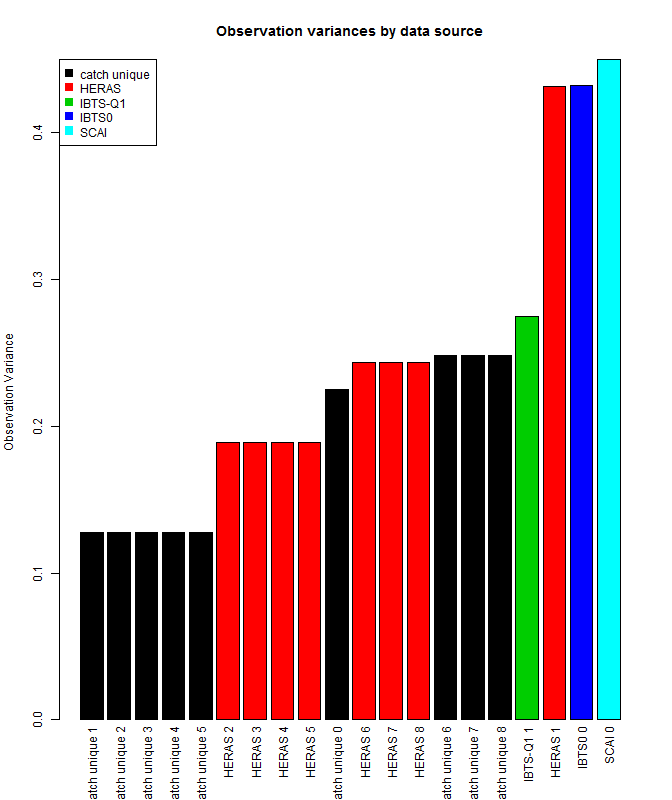 Observation variances by data source
catch unique
HERAS
IBTS-Q1
IBTS0
SCAI
Observation Variance
0.4
0.3
0.2
0.1
0.0
atch unique 1
atch unique 2
atch unique 3
atch unique 4
atch unique 5
HERAS 2
HERAS 3
HERAS 4
HERAS 5
atch unique 0
HERAS 6
HERAS 7
HERAS 8
atch unique 6
atch unique 7
atch unique 8
IBTS-Q1 1
HERAS 1
IBTS0 0
SCAI 0